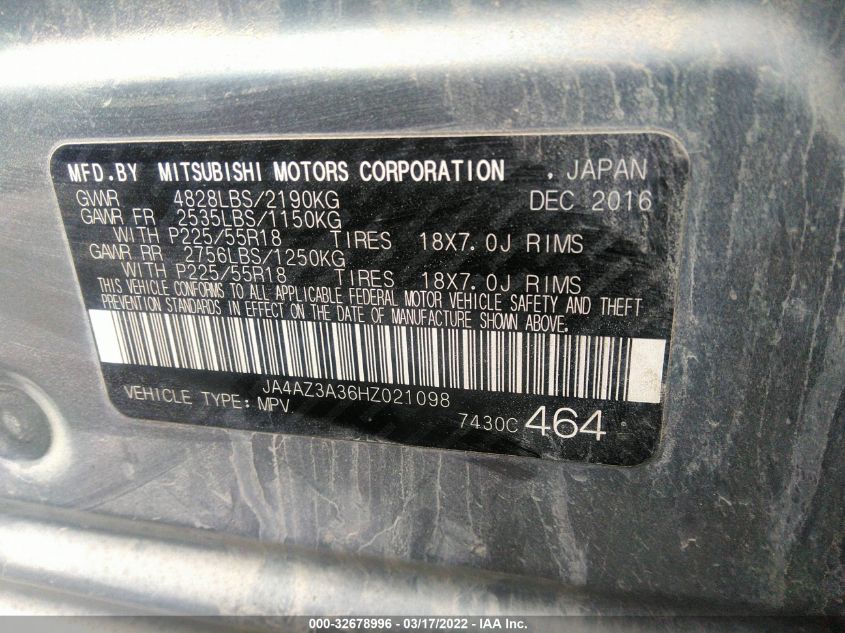 MFD.BY MITSUBISHI MOTORS CORPORATION . JAPAN
GVWR 4828LBS/2190KG DEC 2016
GAWR FR 2535LBS/1150KG
WITH P225/55R18 TIRES 18X7.0J RIMS
GAWR RR 2756LBS/1250KG
WITH P225/55R18 TIRES 18X7.0J RIMS
THIS VEHICLE CONFORMS TO ALL APPLICABLE FEDERAL MOTOR VEHICLE SAFETY AND THEFT
PREVENTION STANDARDS IN EFFECT ON THE DATE OF MANUFACTURE SHOWN ABOVE.
JA4AZ3A36HZ021098
VEHICLE TYPE: MPV. 7430C 464
000-32678996 - 03/17/2022 - IAA Inc.